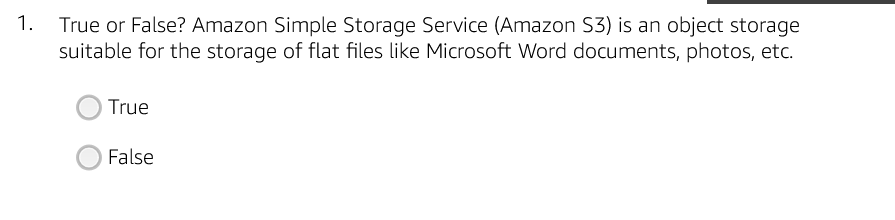 1. True or False? Amazon Simple Storage Service (Amazon S3) is an object storage
suitable for the storage of flat files like Microsoft Word documents, photos, etc.
True
False